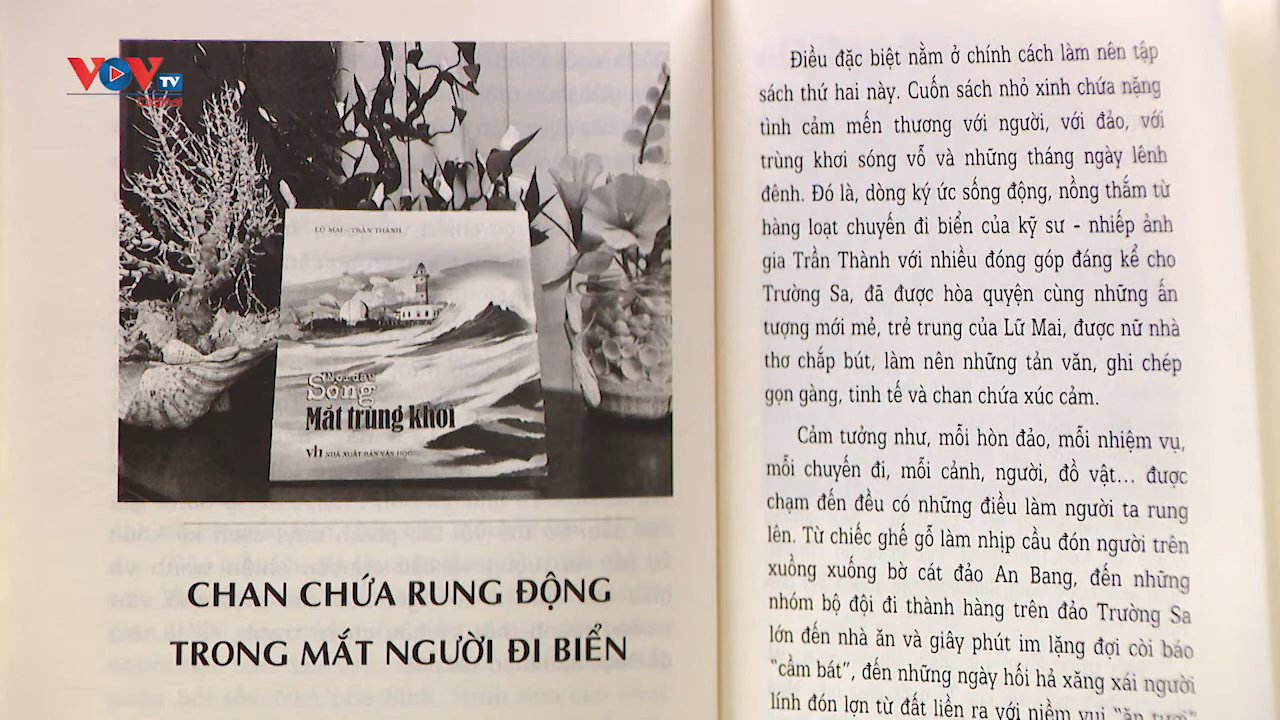 VOV TV
Digital
LỮ MAI - TRẦN THÀNH
Nơi đầu
Sóng
Mắt trùng khơi
vh NHÀ XUẤT BẢN VĂN HỌC
CHAN CHỨA RUNG ĐỘNG
TRONG MẮT NGƯỜI ĐI BIỂN
Điều đặc biệt nằm ở chính cách làm nên tập
sách thứ hai này. Cuốn sách nhỏ xinh chứa nặng
tình cảm mến thương với người, với đảo, với
trùng khơi sóng vỗ và những tháng ngày lênh
đênh. Đó là, dòng ký ức sống động, nồng thắm từ
hàng loạt chuyến đi biển của kỹ sư - nhiếp ảnh
gia Trần Thành với nhiều đóng góp đáng kể cho
Trường Sa, đã được hòa quyện cùng những ấn
tượng mới mẻ, trẻ trung của Lữ Mai, được nữ nhà
thơ chắp bút, làm nên những tản văn, ghi chép
gọn gàng, tinh tế và chan chứa xúc cảm.
Cảm tưởng như, mỗi hòn đảo, mỗi nhiệm vụ,
mỗi chuyến đi, mỗi cảnh, người, đồ vật... được
chạm đến đều có những điều làm người ta rung
lên. Từ chiếc ghế gỗ làm nhịp cầu đón người trên
xuồng xuống bờ cát đảo An Bang, đến những
nhóm bộ đội đi thành hàng trên đảo Trường Sa
lớn đến nhà ăn và giây phút im lặng đợi còi báo
“cầm bát”, đến những ngày hối hả xăng xái người
lính đón lợn từ đất liền ra với niềm vui “ăn tươi”